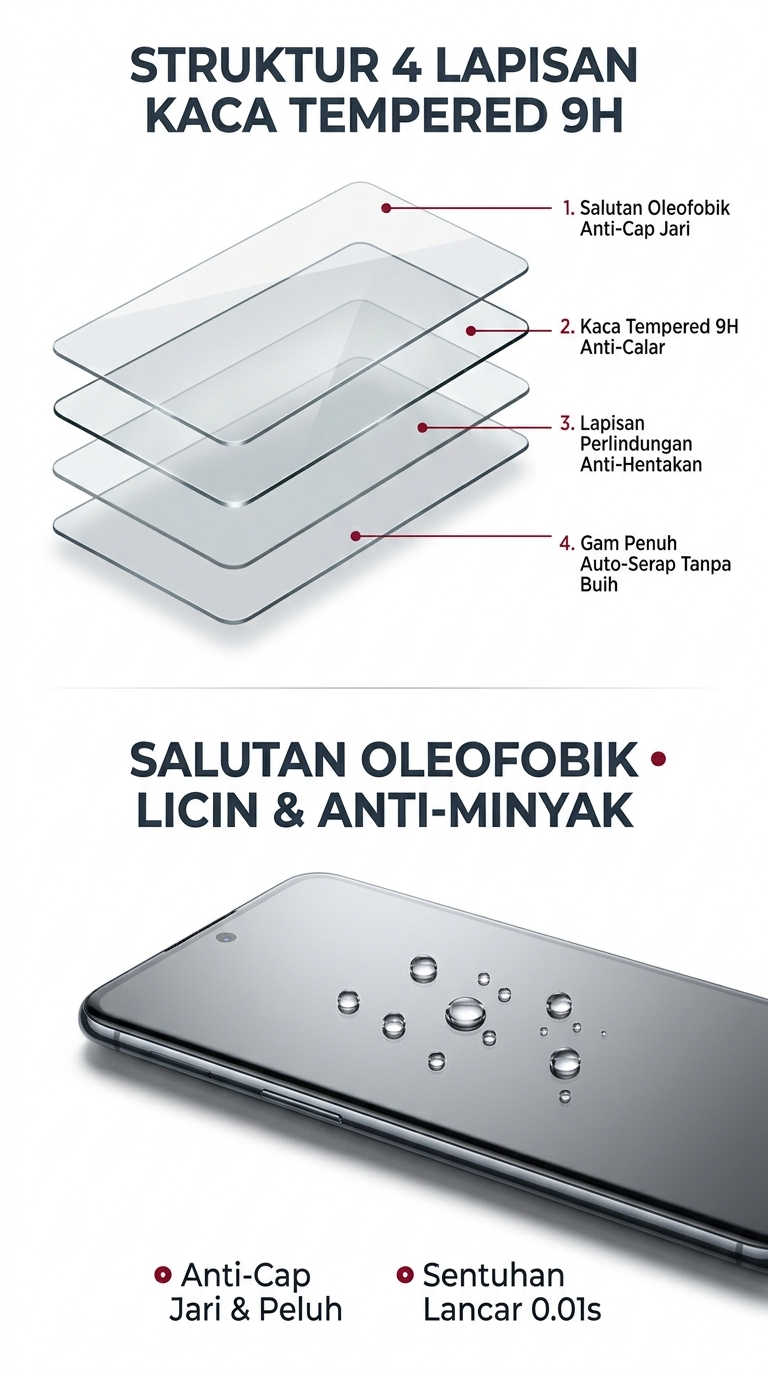 STRUKTUR 4 LAPISAN
KACA TEMPERED 9H
1. Salutan Oleofobik
Anti-Cap Jari
2. Kaca Tempered 9H
Anti-Calar
3. Lapisan
Perlindungan
Anti-Hentakan
4. Gam Penuh
Auto-Serap Tanpa
Buih
SALUTAN OLEOFOBIK •
LICIN & ANTI-MINYAK
Anti-Cap
Jari & Peluh
Sentuhan
Lancar 0.01s